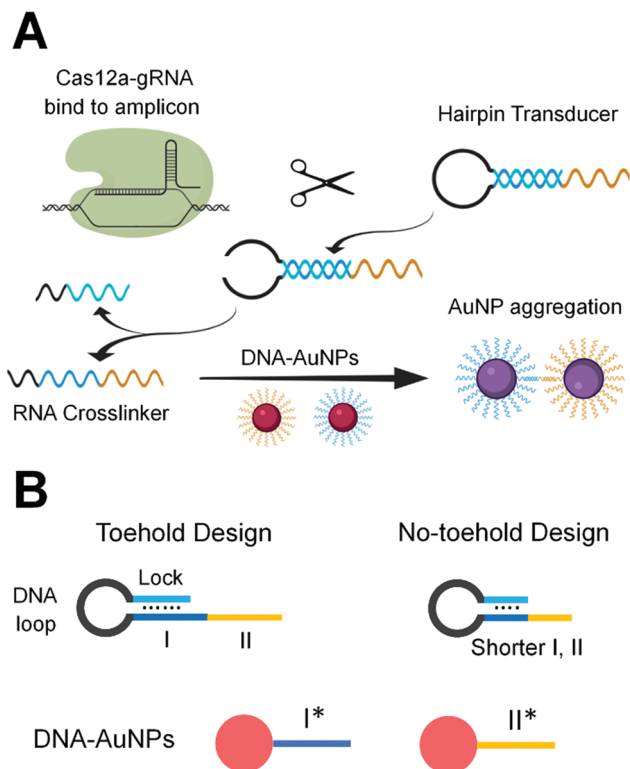 A
Cas12a-gRNA
bind to amplicon
Hairpin Transducer
AuNP aggregation
DNA-AuNPs
RNA Crosslinker
B
Toehold Design
No-toehold Design
DNA
loop
Lock
I
II
Shorter I, II
DNA-AuNPs
I*
II*